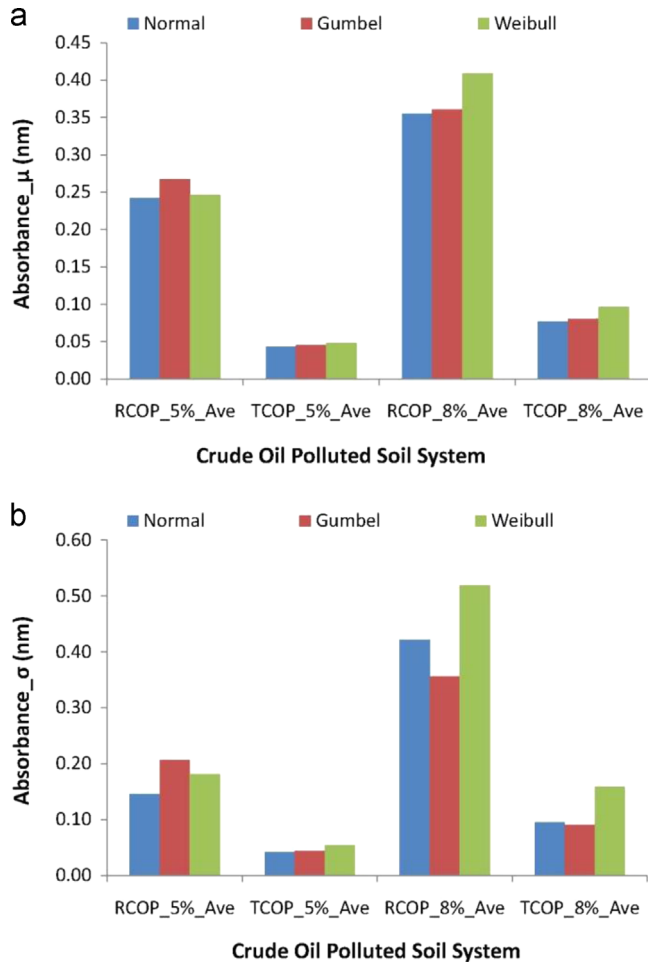 a
Normal Gumbel Weibull
0.45
0.40
0.35
0.30
0.25
0.20
0.15
0.10
0.05
0.00
Absorbance_μ (nm)
RCOP_5%_Ave TCOP_5%_Ave RCOP_8%_Ave TCOP_8%_Ave
Crude Oil Polluted Soil System
b
Normal Gumbel Weibull
0.60
0.50
0.40
0.30
0.20
0.10
0.00
Absorbance_σ (nm)
RCOP_5%_Ave TCOP_5%_Ave RCOP_8%_Ave TCOP_8%_Ave
Crude Oil Polluted Soil System